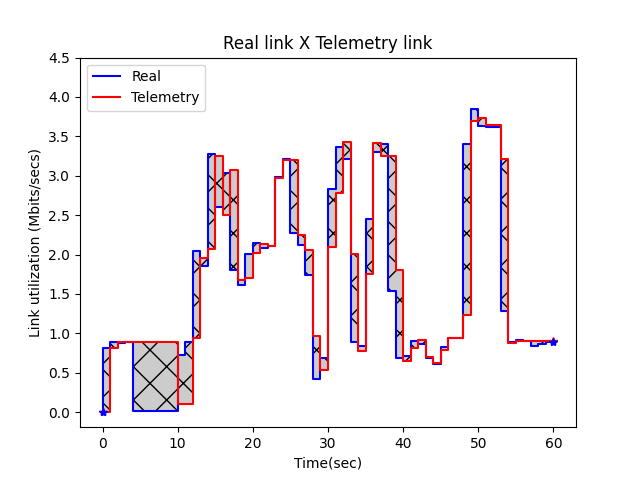 Real link X Telemetry link
Real
Telemetry
Link utilization (Mbits/secs)
4.5
4.0
3.5
3.0
2.5
2.0
1.5
1.0
0.5
0.0
0 10 20 30 40 50 60
Time(sec)